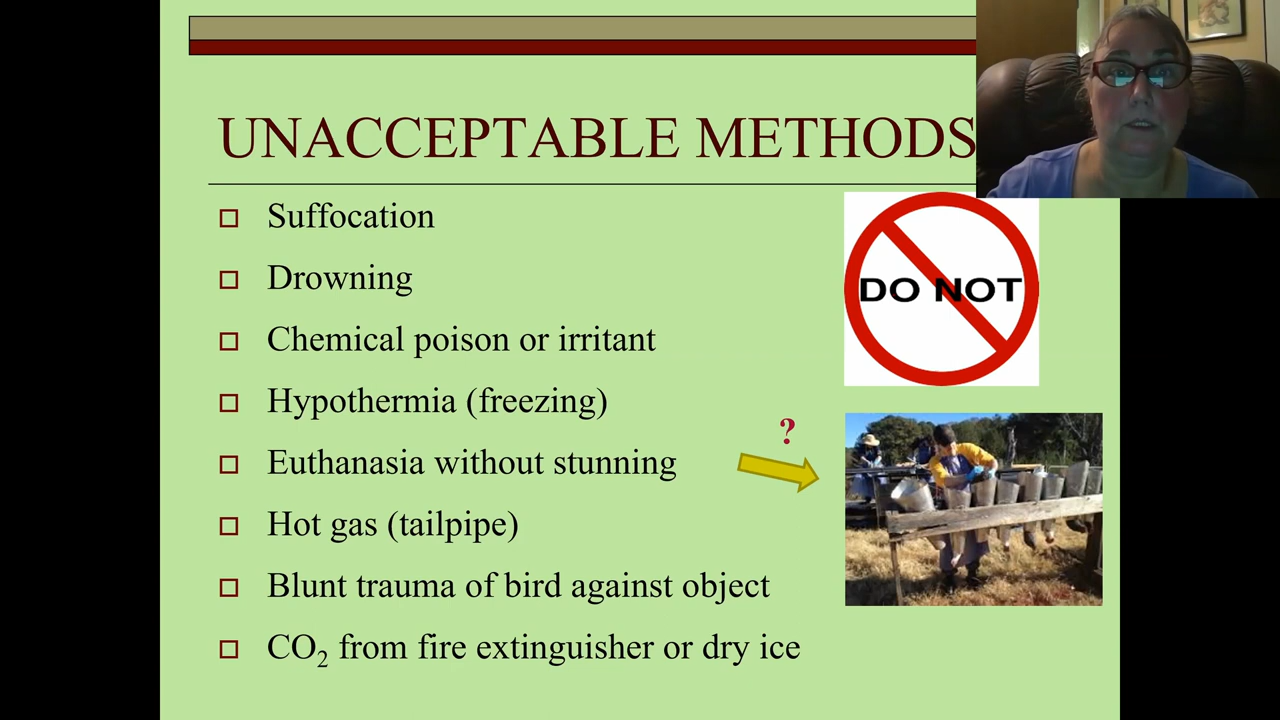 UNACCEPTABLE METHODS
Suffocation
Drowning
Chemical poison or irritant
Hypothermia (freezing)
Euthanasia without stunning
Hot gas (tailpipe)
Blunt trauma of bird against object
CO₂ from fire extinguisher or dry ice
DO NOT
?